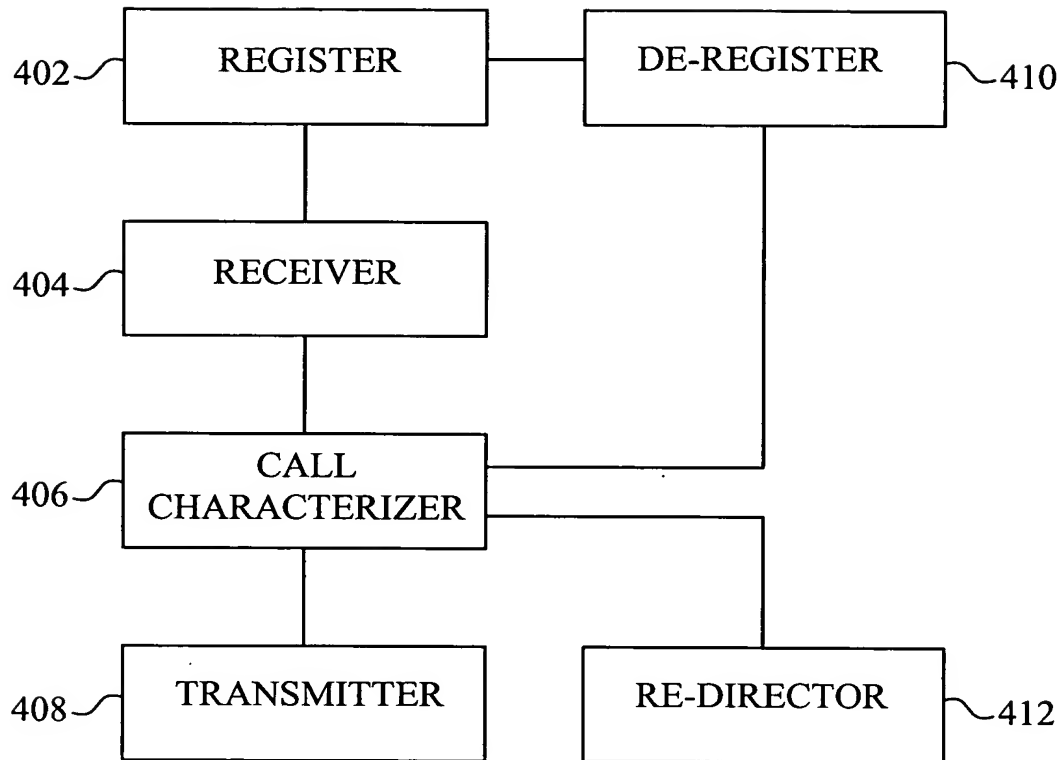 402
REGISTER
DE-REGISTER
410
404
RECEIVER
406
CALL
CHARACTERIZER
408
TRANSMITTER
RE-DIRECTOR
412